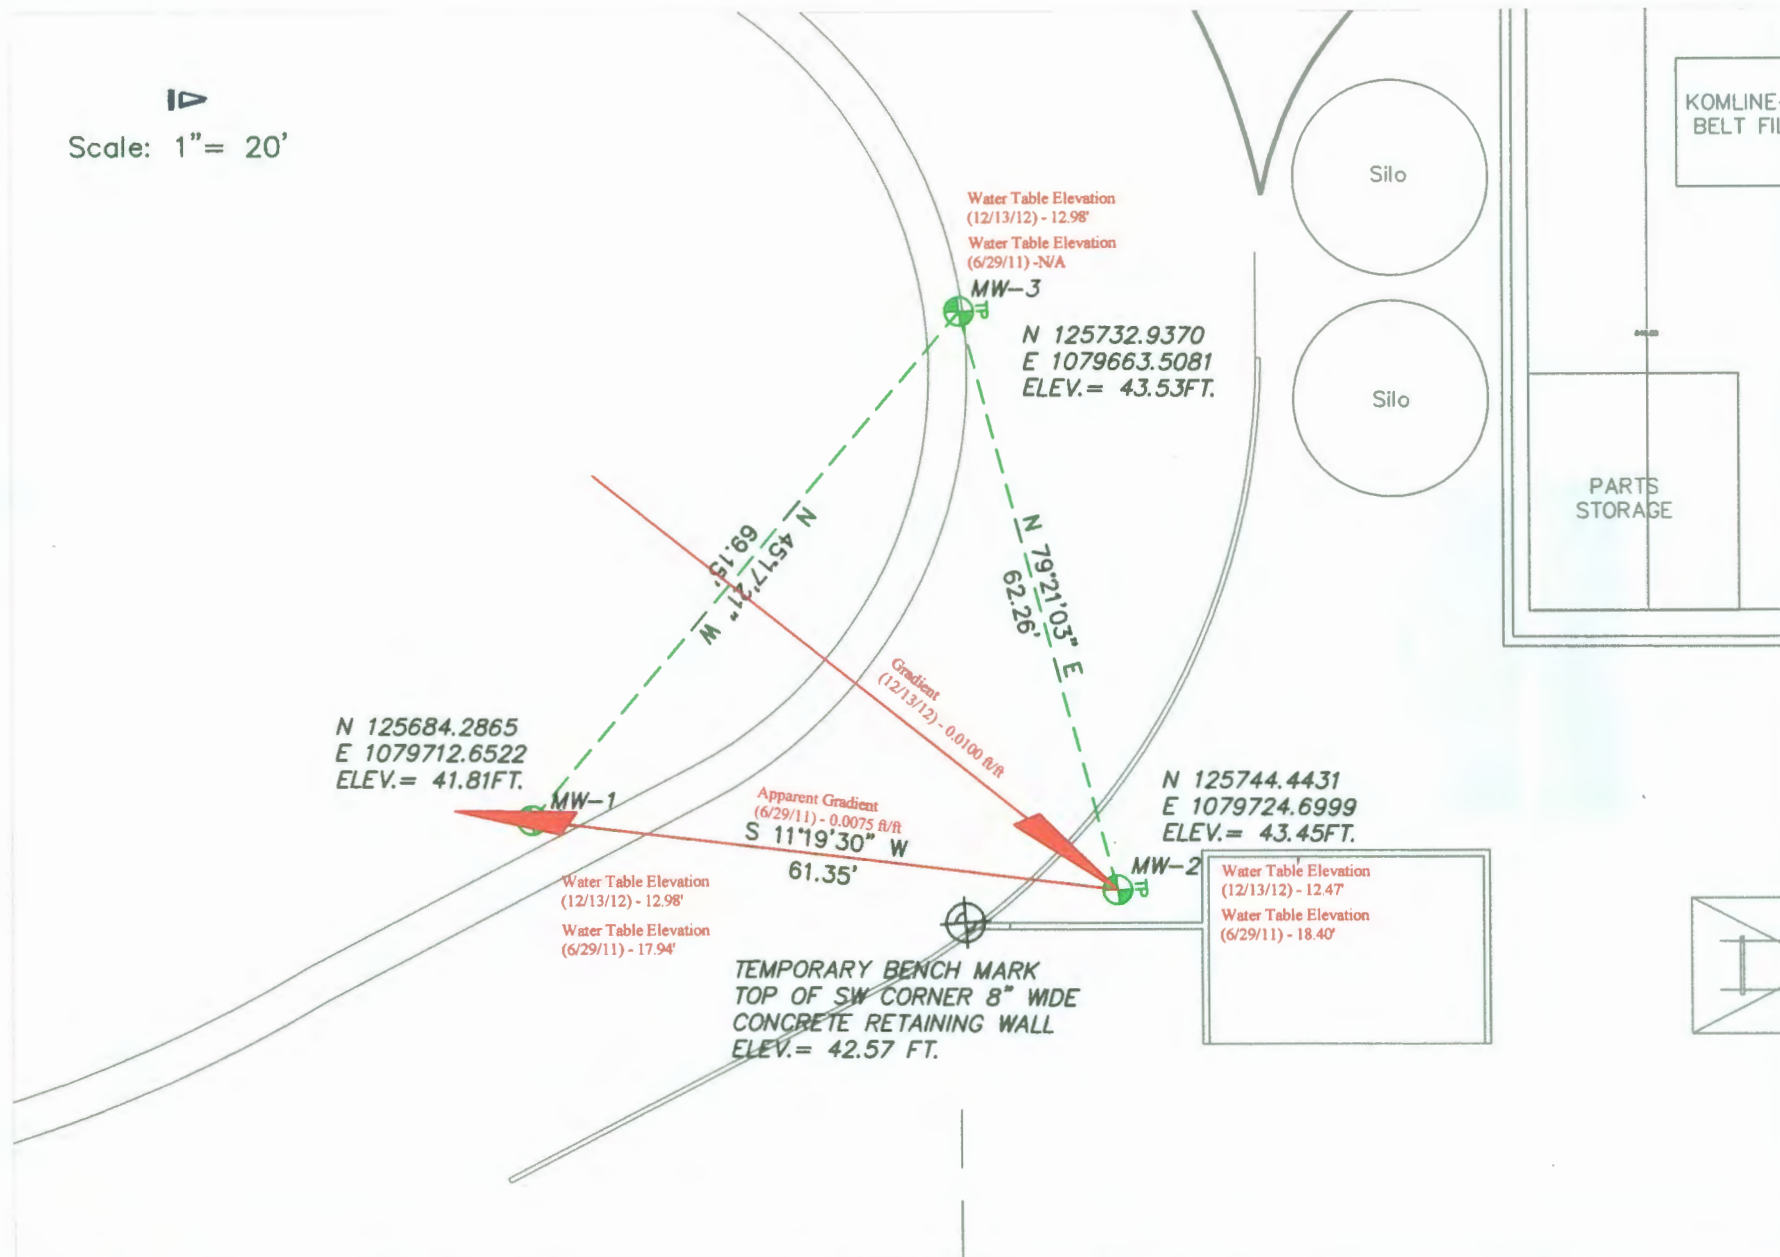 Scale: 1"= 20'
KOMLINE-
BELT FIL
Silo
Water Table Elevation
(12/13/12) - 12.98'
Water Table Elevation
(6/29/11) -N/A
MW-3
TP
N 125732.9370
E 1079663.5081
ELEV.= 43.53FT.
Silo
PARTS
STORAGE
N 45°17'21" W
69.15'
N 79°21'03" E
62.26'
Gradient
(12/13/12) - 0.0100 ft/ft
N 125684.2865
E 1079712.6522
ELEV.= 41.81FT.
MW-1
Apparent Gradient
(6/29/11) - 0.0075 ft/ft
S 11°19'30" W
61.35'
N 125744.4431
E 1079724.6999
ELEV.= 43.45FT.
MW-2
TP
Water Table Elevation
(12/13/12) - 12.98'
Water Table Elevation
(6/29/11) - 17.94'
Water Table Elevation
(12/13/12) - 12.47'
Water Table Elevation
(6/29/11) - 18.40'
TEMPORARY BENCH MARK
TOP OF SW CORNER 8" WIDE
CONCRETE RETAINING WALL
ELEV.= 42.57 FT.